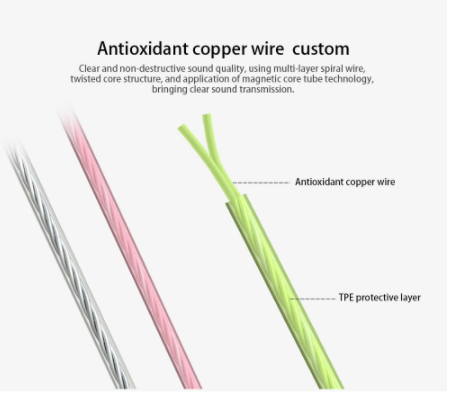 Antioxidant copper wire custom
Clear and non-destructive sound quality, using multi-layer spiral wire,
twisted core structure, and application of magnetic core tube technology,
bringing clear sound transmission.
Antioxidant copper wire
TPE protective layer